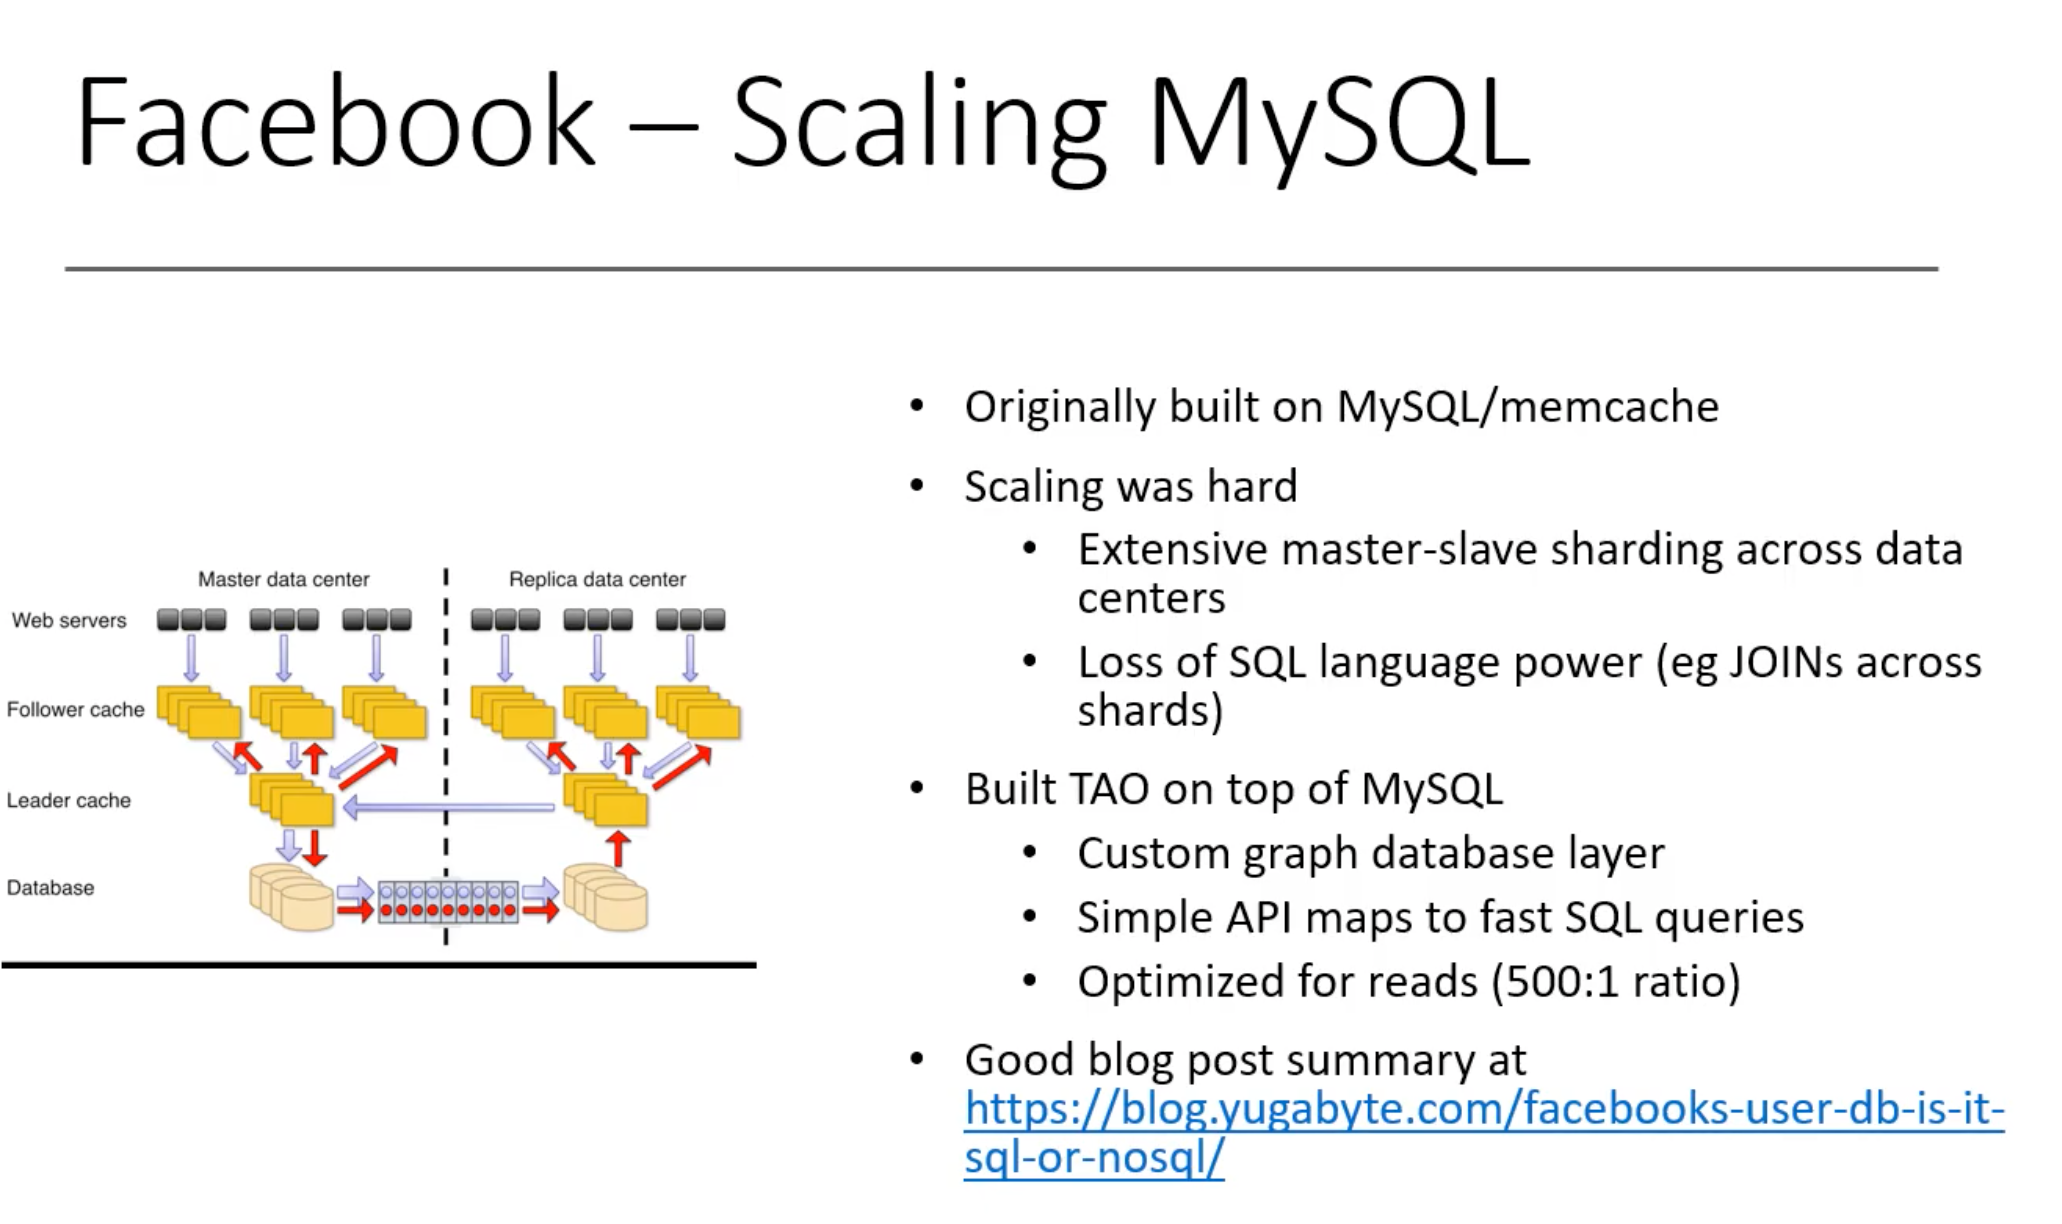 Facebook – Scaling MySQL
Master data center
Replica data center
Web servers
Follower cache
Leader cache
Database
• Originally built on MySQL/memcache
• Scaling was hard
• Extensive master-slave sharding across data
centers
• Loss of SQL language power (eg JOINs across
shards)
• Built TAO on top of MySQL
• Custom graph database layer
• Simple API maps to fast SQL queries
• Optimized for reads (500:1 ratio)
• Good blog post summary at
https://blog.yugabyte.com/facebooks-user-db-is-it-
sql-or-nosql/